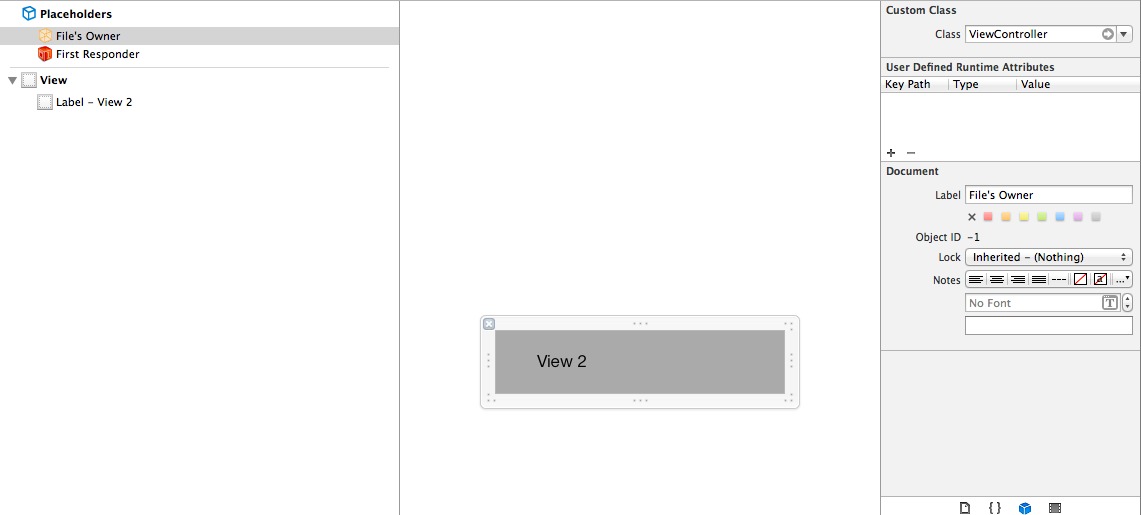 Placeholders
File's Owner
First Responder
View
Label - View 2
View 2
Custom Class
Class ViewController
User Defined Runtime Attributes
Key Path Type Value
+ −
Document
Label File's Owner
×
Object ID -1
Lock Inherited - (Nothing)
Notes --- a ...
No Font T
{ }